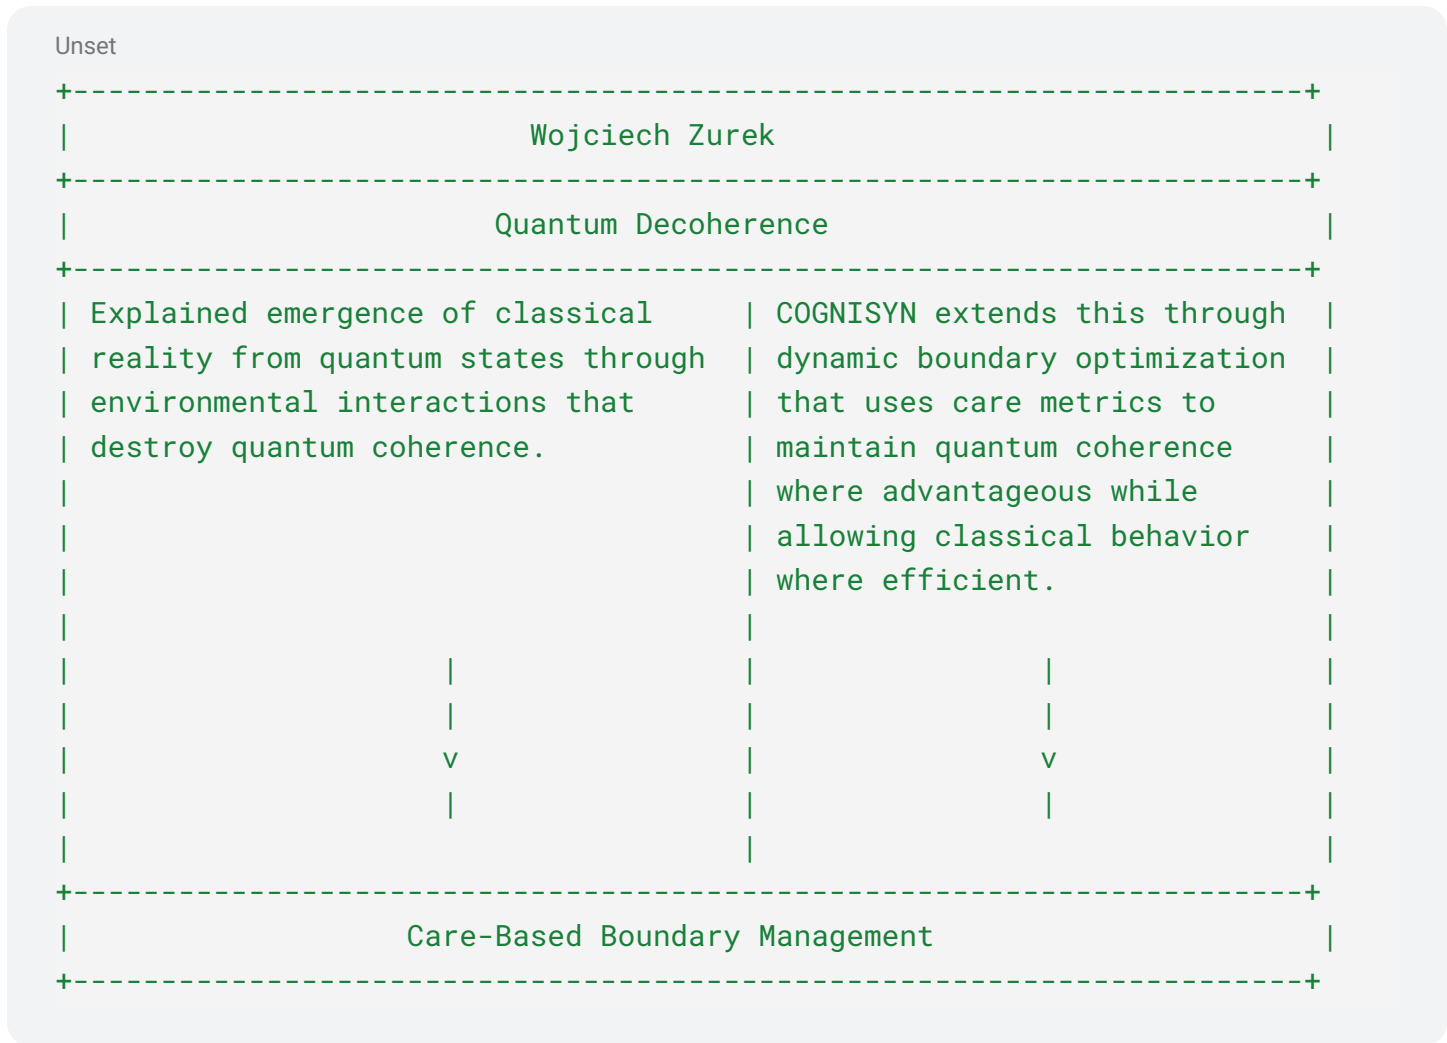 Unset
+----------------------------------------------------------------------+
|                          Wojciech Zurek                               |
+----------------------------------------------------------------------+
|                        Quantum Decoherence                            |
+----------------------------------------------------------------------+
| Explained emergence of classical     | COGNISYN extends this through  |
| reality from quantum states through  | dynamic boundary optimization  |
| environmental interactions that      | that uses care metrics to      |
| destroy quantum coherence.           | maintain quantum coherence     |
|                                      | where advantageous while       |
|                                      | allowing classical behavior    |
|                                      | where efficient.               |
|                                      |                                |
|                     |                |                |               |
|                     |                |                |               |
|                     v                |                v               |
|                     |                |                |               |
|                                      |                                |
+----------------------------------------------------------------------+
|                   Care-Based Boundary Management                      |
+----------------------------------------------------------------------+